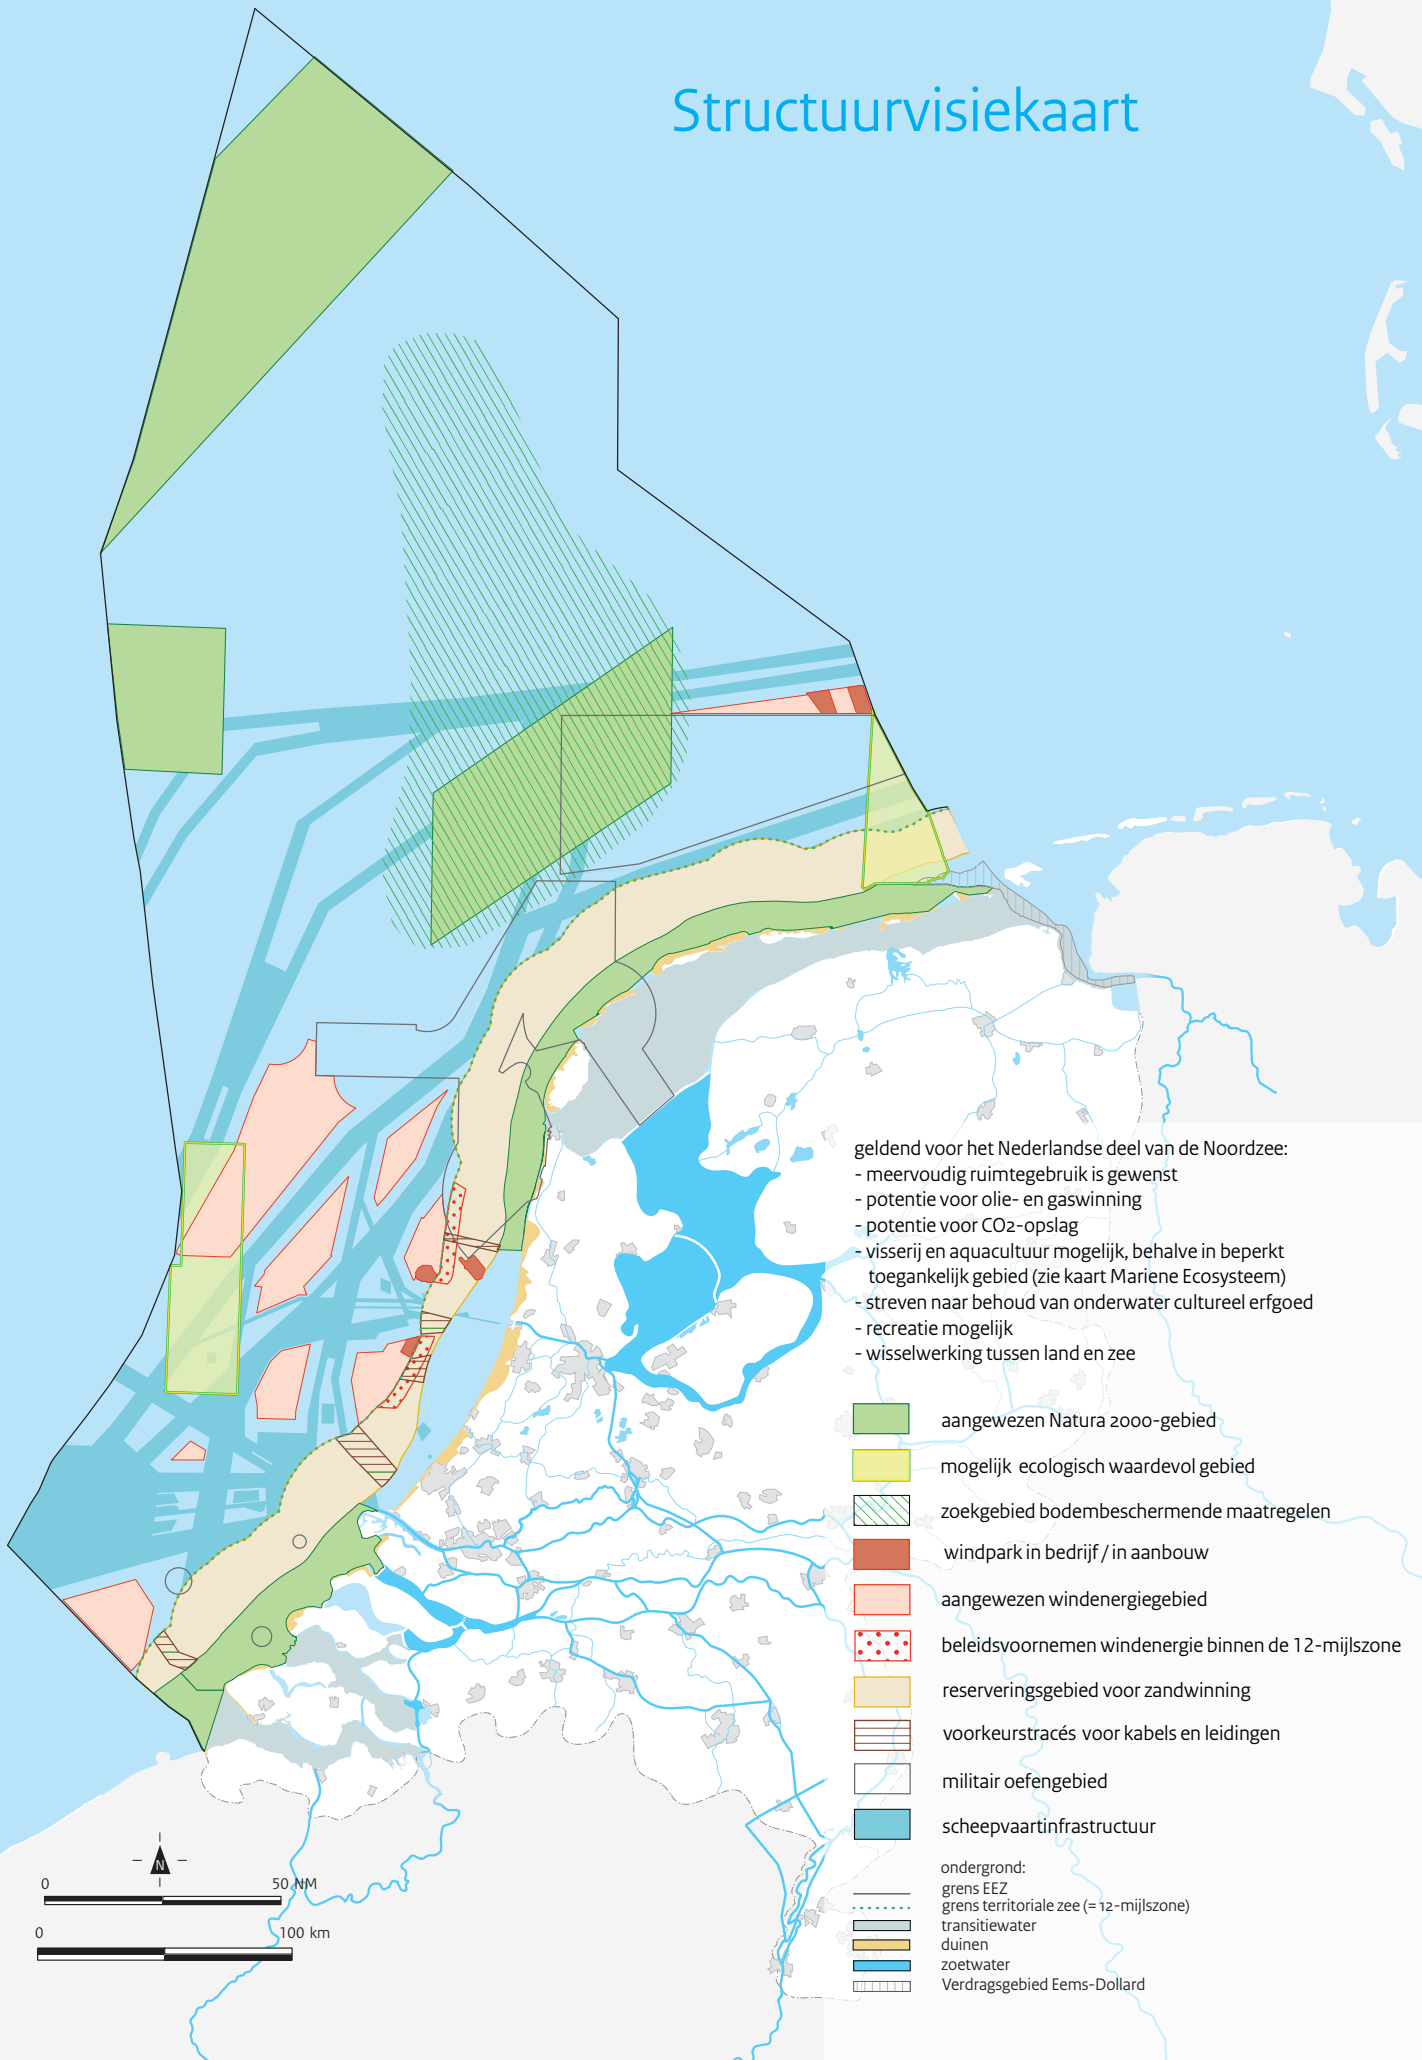 Structuurvisiekaart
geldend voor het Nederlandse deel van de Noordzee:
- meervoudig ruimtegebruik is gewenst
- potentie voor olie- en gaswinning
- potentie voor CO2-opslag
- visserij en aquacultuur mogelijk, behalve in beperkt
toegankelijk gebied (zie kaart Mariene Ecosysteem)
- streven naar behoud van onderwater cultureel erfgoed
- recreatie mogelijk
- wisselwerking tussen land en zee
aangewezen Natura 2000-gebied
mogelijk ecologisch waardevol gebied
zoekgebied bodembeschermende maatregelen
windpark in bedrijf / in aanbouw
aangewezen windenergiegebied
beleidsvoornemen windenergie binnen de 12-mijlszone
reserveringsgebied voor zandwinning
voorkeurstracés voor kabels en leidingen
militair oefengebied
scheepvaartinfrastructuur
ondergrond:
grens EEZ
grens territoriale zee (= 12-mijlszone)
transitiewater
duinen
zoetwater
Verdragsgebied Eems-Dollard
N
0 50 NM
0 100 km